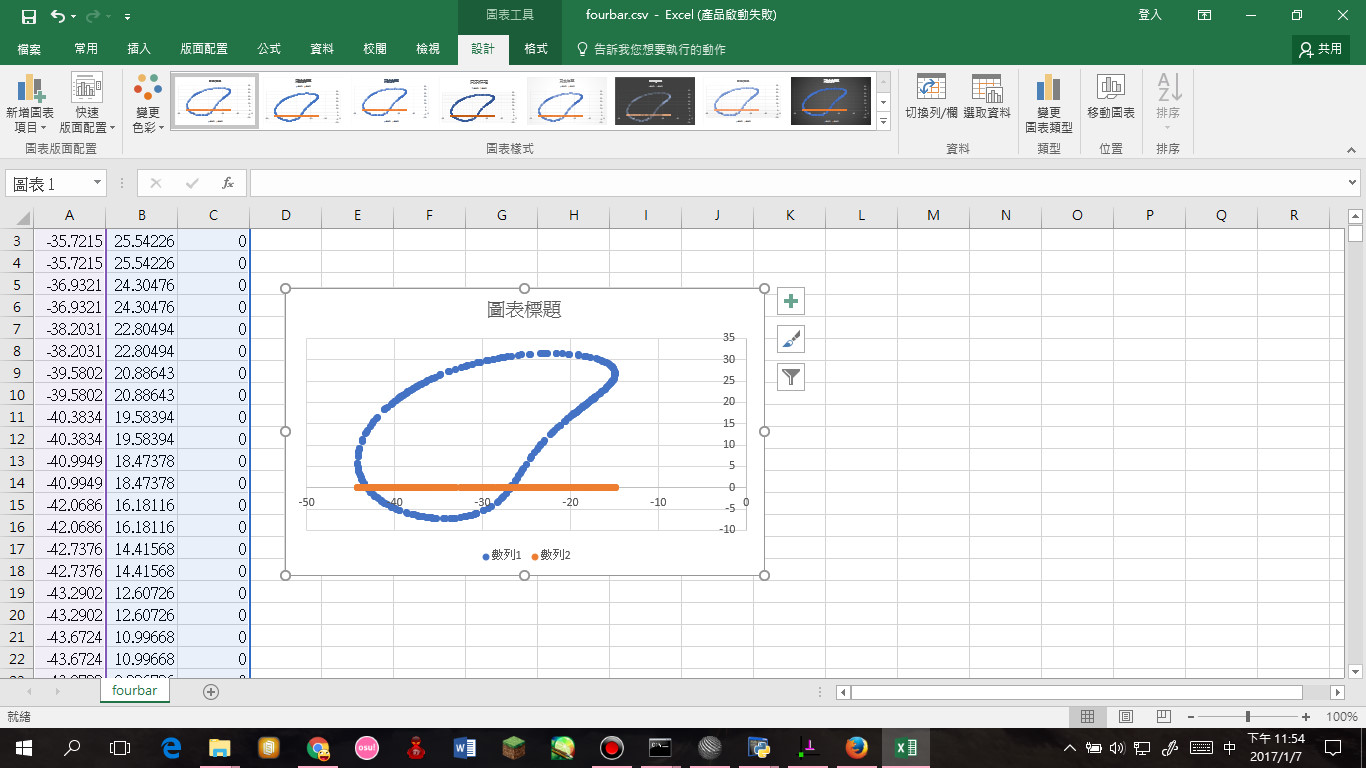 圖表工具
fourbar.csv - Excel (產品啟動失敗)
登入
檔案 常用 插入 版面配置 公式 資料 校閱 檢視 設計 格式 告訴我您想要執行的動作 共用
新增圖表項目
快速版面配置
變更色彩
切換列/欄
選取資料
變更圖表類型
移動圖表
排序
圖表版面配置 圖表樣式 資料 類型 位置 排序
圖表 1
fx
A B C D E F G H I J K L M N O P Q R
3 -35.7215 25.54226 0
4 -35.7215 25.54226 0
5 -36.9321 24.30476 0
6 -36.9321 24.30476 0
7 -38.2031 22.80494 0
8 -38.2031 22.80494 0
9 -39.5802 20.88643 0
10 -39.5802 20.88643 0
11 -40.3834 19.58394 0
12 -40.3834 19.58394 0
13 -40.9949 18.47378 0
14 -40.9949 18.47378 0
15 -42.0686 16.18116 0
16 -42.0686 16.18116 0
17 -42.7376 14.41568 0
18 -42.7376 14.41568 0
19 -43.2902 12.60726 0
20 -43.2902 12.60726 0
21 -43.6724 10.99668 0
22 -43.6724 10.99668 0
圖表標題
35
30
25
20
15
10
5
0
-5
-10
-50 -40 -30 -20 -10 0
數列1 數列2
fourbar
就緒
100%
osu!
中
下午 11:54
2017/1/7